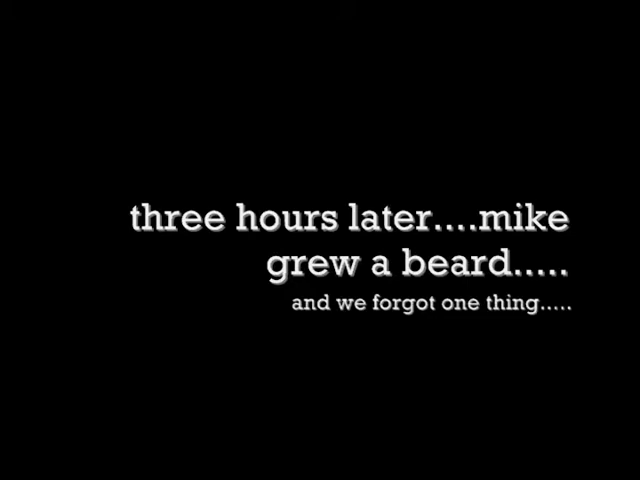 three hours later....mike
grew a beard.....
and we forgot one thing.....